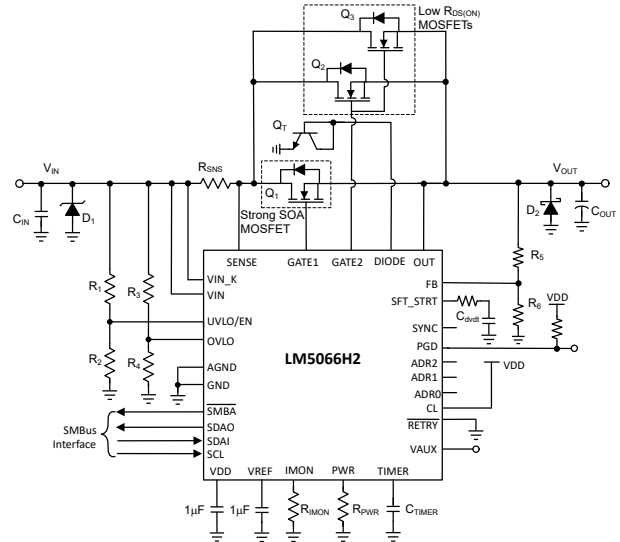 Q3
Low RDS(ON)
MOSFETs
Q2
QT
VIN
RSNS
Q1
VOUT
CIN
D1
Strong SOA
MOSFET
D2
COUT
SENSE
GATE1
GATE2
DIODE
OUT
R1
R3
VIN_K
VIN
FB
R5
SFT_STRT
R6
VDD
Cdvdt
UVLO/EN
SYNC
OVLO
PGD
R2
R4
LM5066H2
ADR2
VDD
AGND
ADR1
GND
ADR0
CL
SMBA
SMBus
Interface
SDAO
RETRY
SDAI
SCL
VAUX
VDD
VREF
IMON
PWR
TIMER
1µF
1µF
RIMON
RPWR
CTIMER